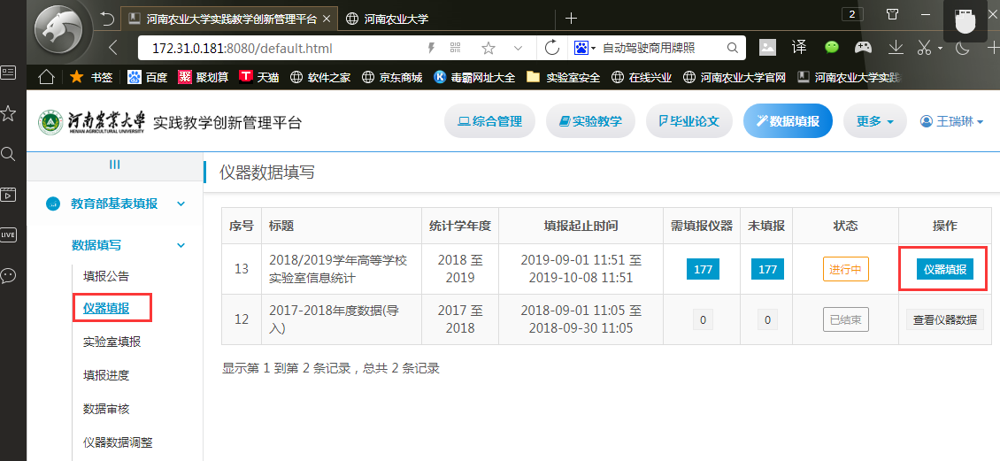 河南农业大学实践教学创新管理平台
河南农业大学
2
172.31.0.181:8080/default.html
自动驾驶商用牌照
译
书签
百度
聚 聚划算
T 天猫
软件之家
京东商城
K 毒霸网址大全
实验室安全
在线兴业
河南农业大学官网
河南农业大学实践
LIVE
河南农业大学
HENAN AGRICULTURAL UNIVERSITY
实践教学创新管理平台
综合管理
实验教学
毕业论文
数据填报
更多
王瑞琳
教育部基表填报
数据填写
填报公告
仪器填报
实验室填报
填报进度
数据审核
仪器数据调整
仪器数据填写
序号 标题 统计学年度 填报起止时间 需填报仪器 未填报 状态 操作
13 2018/2019学年高等学校 2018 至 2019-09-01 11:51 至 177 177 进行中 仪器填报
实验室信息统计 2019 2019-10-08 11:51
12 2017-2018年度数据(导 2017 至 2018-09-01 11:05 至 0 0 已结束 查看仪器数据
入) 2018 2018-09-30 11:05
显示第 1 到第 2 条记录，总共 2 条记录